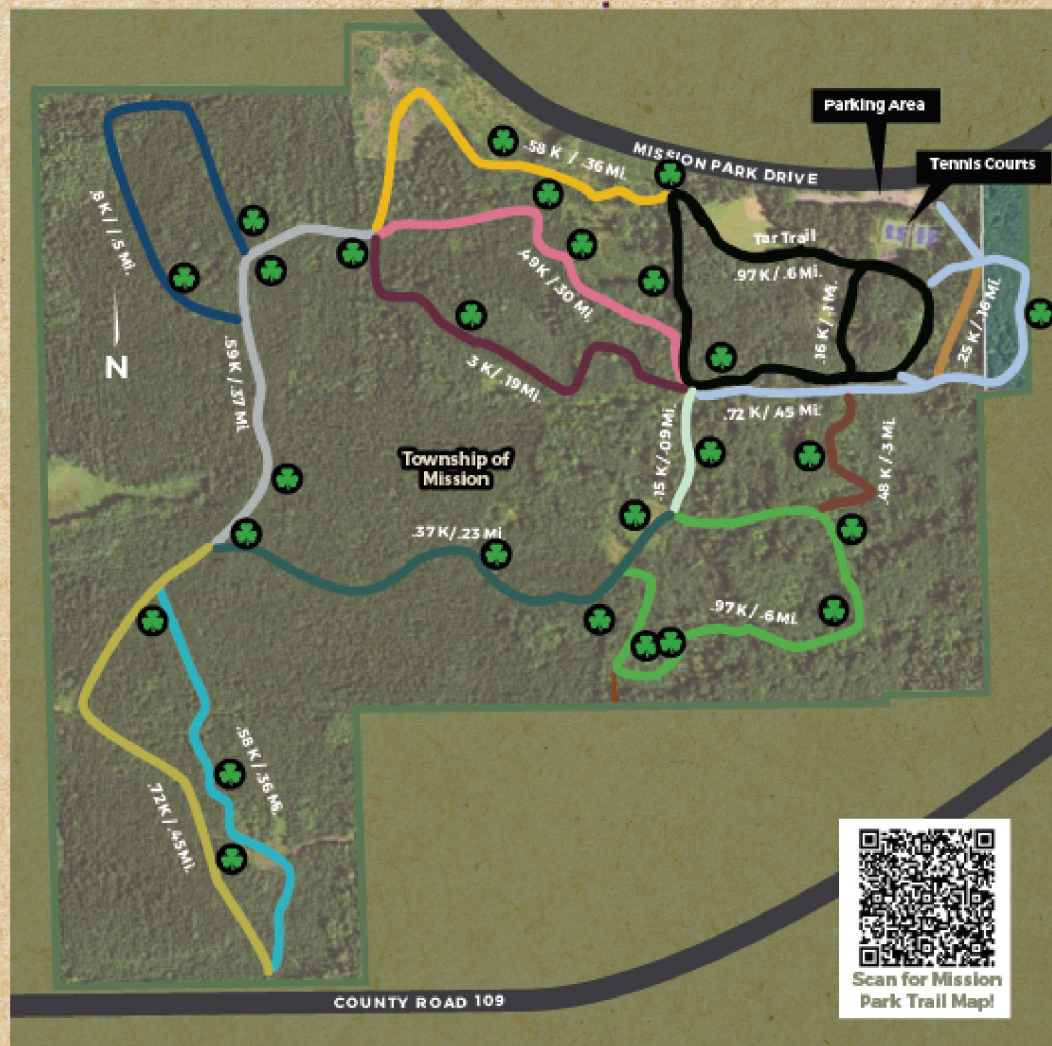 Parking Area
Tennis Courts
MISSION PARK DRIVE
.58 K / .36 Mi.
Tar Trail
.97 K / .6 Mi.
.8 K / .5 Mi.
.49K / .30 Mi.
.16 K / .1 Mi.
.25 K / .16 Mi.
N
.59 K / .37 Mi.
3 K / .19 Mi.
.72 K / 45 Mi.
.15 K / .09 Mi.
.48 K / .3 Mi.
Township of
Mission
.37 K / .23 Mi
.97 K / .6 Mi.
.58 K / .36 Mi.
.72K / .45 Mi.
COUNTY ROAD 109
Scan for Mission
Park Trail Map!